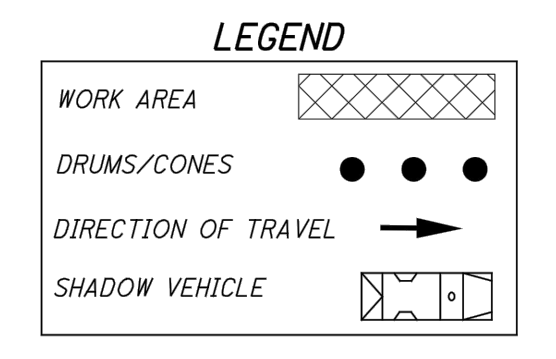 LEGEND
WORK AREA
DRUMS/CONES
DIRECTION OF TRAVEL
SHADOW VEHICLE